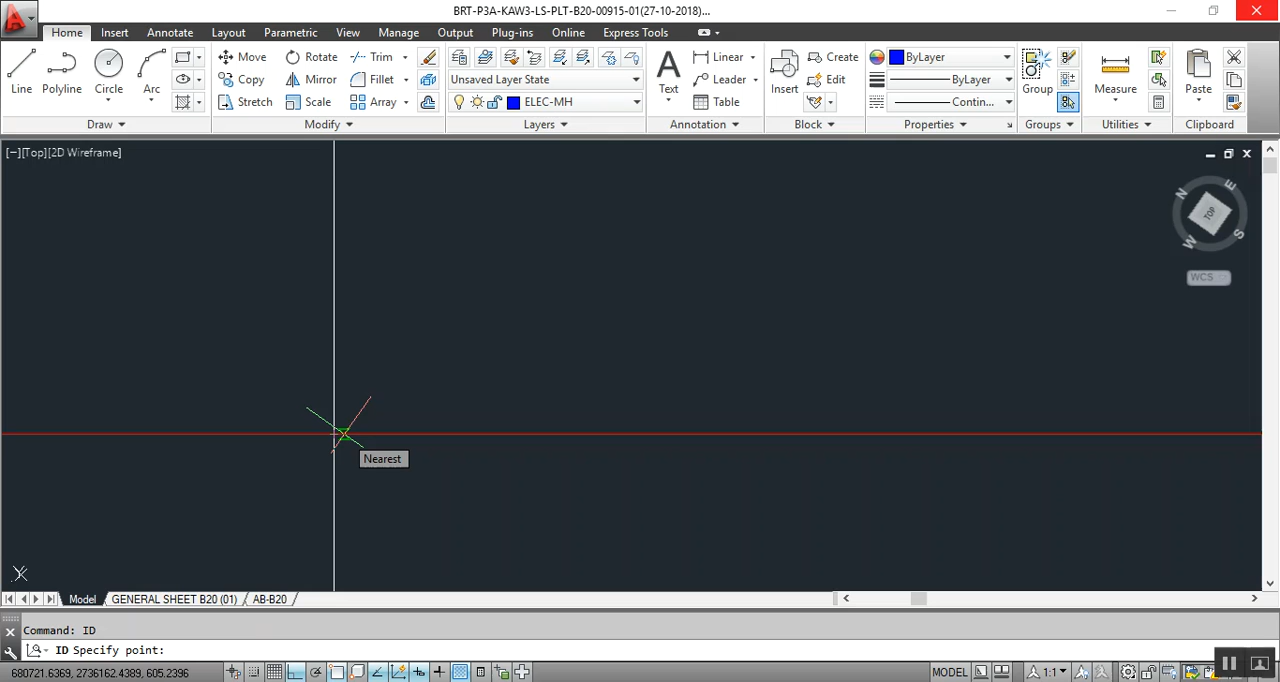 BRT-P3A-KAW3-LS-PLT-B20-00915-01(27-10-2018)...
Home Insert Annotate Layout Parametric View Manage Output Plug-ins Online Express Tools
Line Polyline Circle Arc
Move Rotate Trim
Copy Mirror Fillet
Stretch Scale Array
Unsaved Layer State
ELEC-MH
Text
Linear
Leader
Table
Insert
Create
Edit
ByLayer
ByLayer
Contin...
Group
Measure
Paste
Draw Modify Layers Annotation Block Properties Groups Utilities Clipboard
[−][Top][2D Wireframe]
N E
TOP
W S
WCS
Nearest
Y X
Model GENERAL SHEET B20 (01) AB-B20
Command: ID
ID Specify point:
680721.6369, 2736162.4389, 605.2396 MODEL 1:1